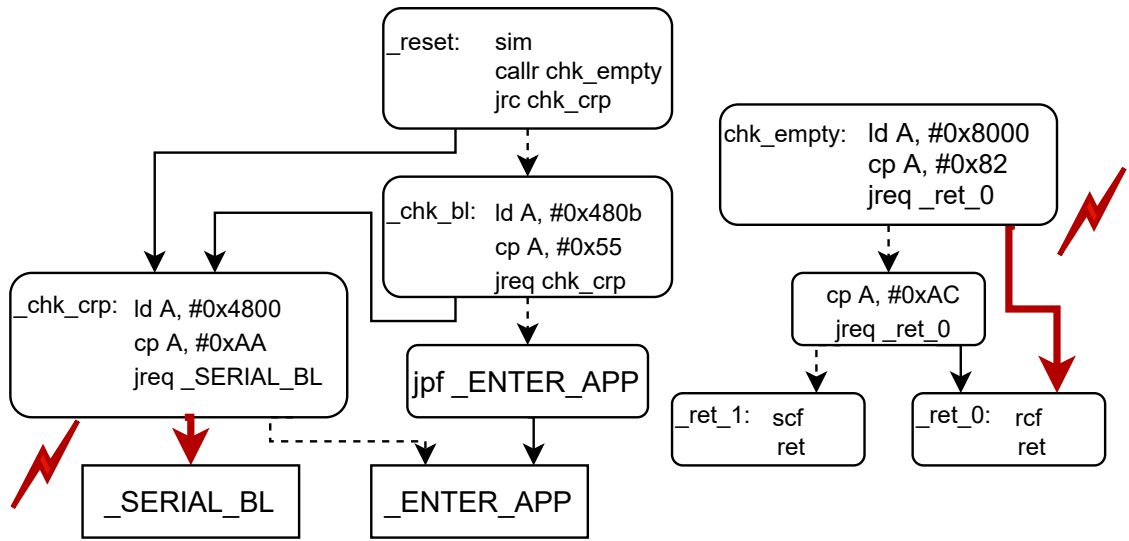 _reset: sim
callr chk_empty
jrc chk_crp
_chk_bl: ld A, #0x480b
cp A, #0x55
jreq chk_crp
_chk_crp: ld A, #0x4800
cp A, #0xAA
jreq _SERIAL_BL
jpf _ENTER_APP
_SERIAL_BL
_ENTER_APP
chk_empty: ld A, #0x8000
cp A, #0x82
jreq _ret_0
cp A, #0xAC
jreq _ret_0
_ret_1: scf
ret
_ret_0: rcf
ret